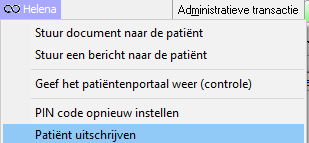 Helena
Administratieve transactie
Stuur document naar de patiënt
Stuur een bericht naar de patiënt
Geef het patiëntenportaal weer (controle)
PIN code opnieuw instellen
Patiënt uitschrijven